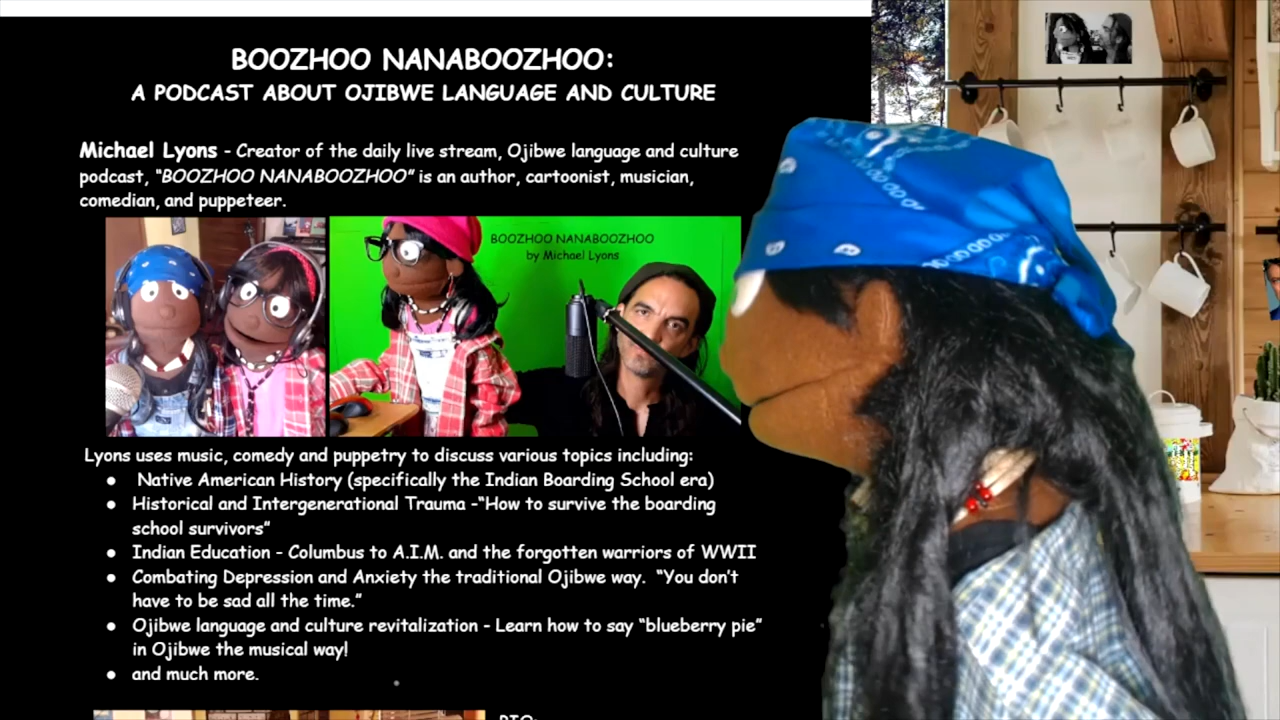 BOOZHOO NANABOOZHOO:
A PODCAST ABOUT OJIBWE LANGUAGE AND CULTURE
Michael Lyons - Creator of the daily live stream, Ojibwe language and culture
podcast, "BOOZHOO NANABOOZHOO" is an author, cartoonist, musician,
comedian, and puppeteer.
BOOZHOO NANABOOZHOO
by Michael Lyons
Lyons uses music, comedy and puppetry to discuss various topics including:
● Native American History (specifically the Indian Boarding School era)
● Historical and Intergenerational Trauma -"How to survive the boarding
school survivors"
● Indian Education - Columbus to A.I.M. and the forgotten warriors of WWII
● Combating Depression and Anxiety the traditional Ojibwe way. "You don't
have to be sad all the time."
● Ojibwe language and culture revitalization - Learn how to say "blueberry pie"
in Ojibwe the musical way!
● and much more.